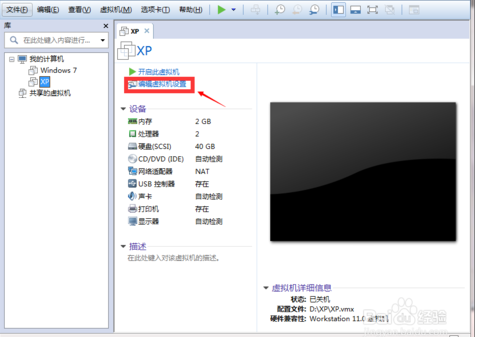 文件(F) 编辑(E) 查看(V) 虚拟机(M) 选项卡(T) 帮助(H)
库
在此处键入内容进行...
我的计算机
Windows 7
XP
共享的虚拟机
XP
XP
开启此虚拟机
编辑虚拟机设置
设备
内存 2 GB
处理器 2
硬盘(SCSI) 40 GB
CD/DVD (IDE) 自动检测
网络适配器 NAT
USB 控制器 存在
声卡 自动检测
打印机 存在
显示器 自动检测
描述
在此处键入对该虚拟机的描述。
虚拟机详细信息
状态: 已关机
配置文件: D:\XP\XP.vmx
硬件兼容性: Workstation 11.0 虚拟机